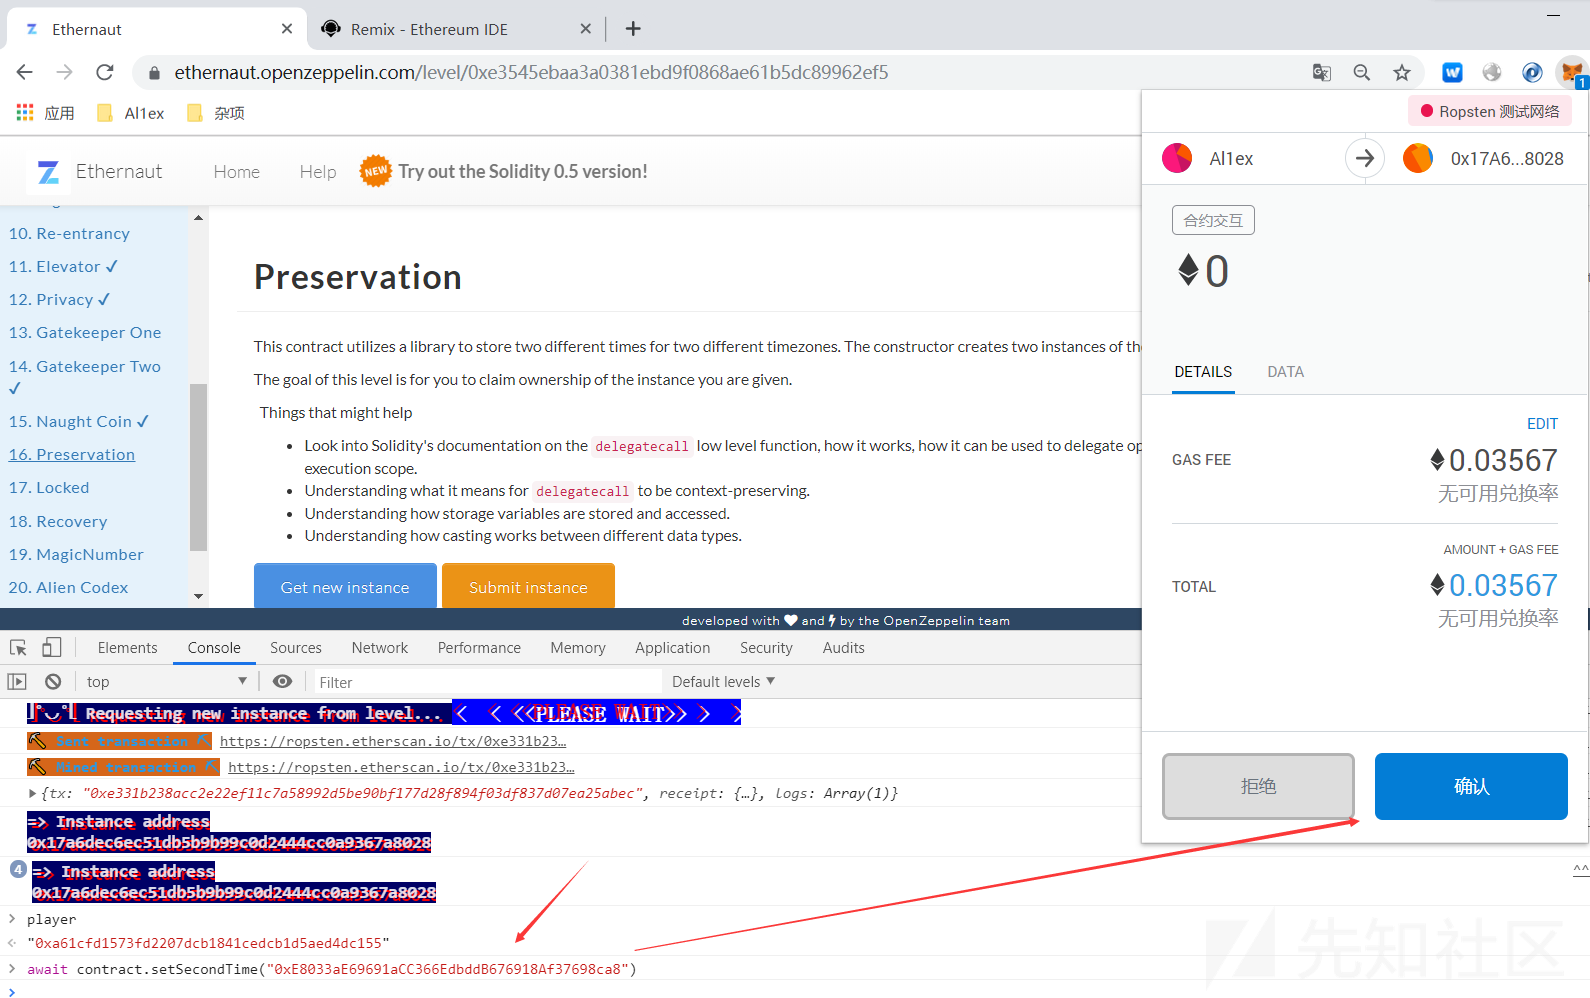 Ethernaut
Remix - Ethereum IDE
ethernaut.openzeppelin.com/level/0xe3545ebaa3a0381ebd9f0868ae61b5dc89962ef5
应用
Al1ex
杂项
Ethernaut
Home
Help
NEW
Try out the Solidity 0.5 version!
10. Re-entrancy
11. Elevator ✓
12. Privacy ✓
13. Gatekeeper One
14. Gatekeeper Two
✓
15. Naught Coin ✓
16. Preservation
17. Locked
18. Recovery
19. MagicNumber
20. Alien Codex
Preservation
This contract utilizes a library to store two different times for two different timezones. The constructor creates two instances of th
The goal of this level is for you to claim ownership of the instance you are given.
Things that might help
• Look into Solidity's documentation on the delegatecall low level function, how it works, how it can be used to delegate op
execution scope.
• Understanding what it means for delegatecall to be context-preserving.
• Understanding how storage variables are stored and accessed.
• Understanding how casting works between different data types.
Get new instance
Submit instance
developed with ❤ and ⚡ by the OpenZeppelin team
1
Ropsten 测试网络
Al1ex
0x17A6...8028
合约交互
0
DETAILS
DATA
EDIT
GAS FEE
0.03567
无可用兑换率
AMOUNT + GAS FEE
TOTAL
0.03567
无可用兑换率
拒绝
确认
Elements
Console
Sources
Network
Performance
Memory
Application
Security
Audits
top
Filter
Default levels ▼
Requesting new instance from level... < < <<PLEASE WAIT>> > >
Sent transaction https://ropsten.etherscan.io/tx/0xe331b23…
Mined transaction https://ropsten.etherscan.io/tx/0xe331b23…
{tx: "0xe331b238acc2e22ef11c7a58992d5be90bf177d28f894f03df837d07ea25abec", receipt: {…}, logs: Array(1)}
=> Instance address
0x17a6dec6ec51db5b9b99c0d2444cc0a9367a8028
4
=> Instance address
0x17a6dec6ec51db5b9b99c0d2444cc0a9367a8028
^^
> player
"0xa61cfd1573fd2207dcb1841cedcb1d5aed4dc155"
> await contract.setSecondTime("0xE8033aE69691aCC366EdbddB676918Af37698ca8")
>
先知社区